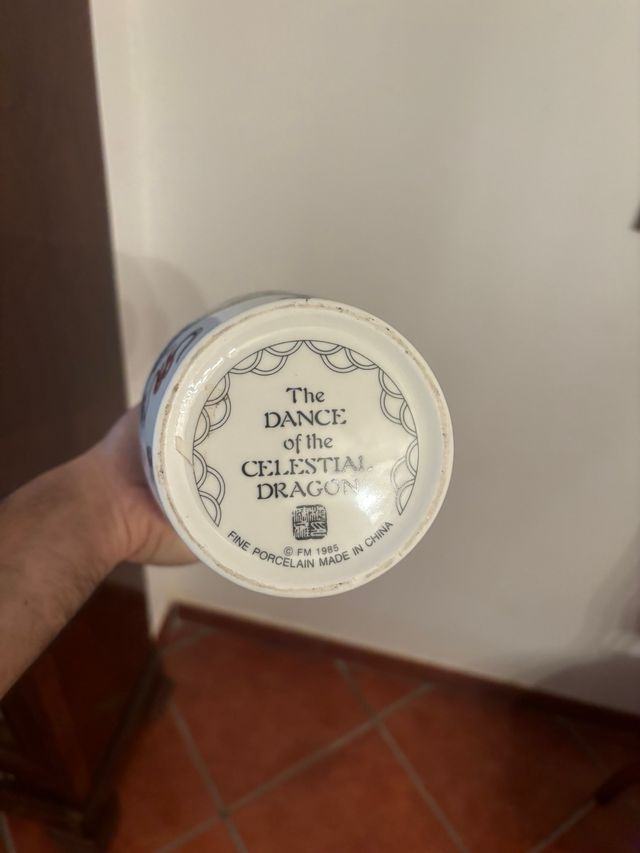 The
DANCE
of the
CELESTIAL
DRAGON
© FM 1985
FINE PORCELAIN MADE IN CHINA